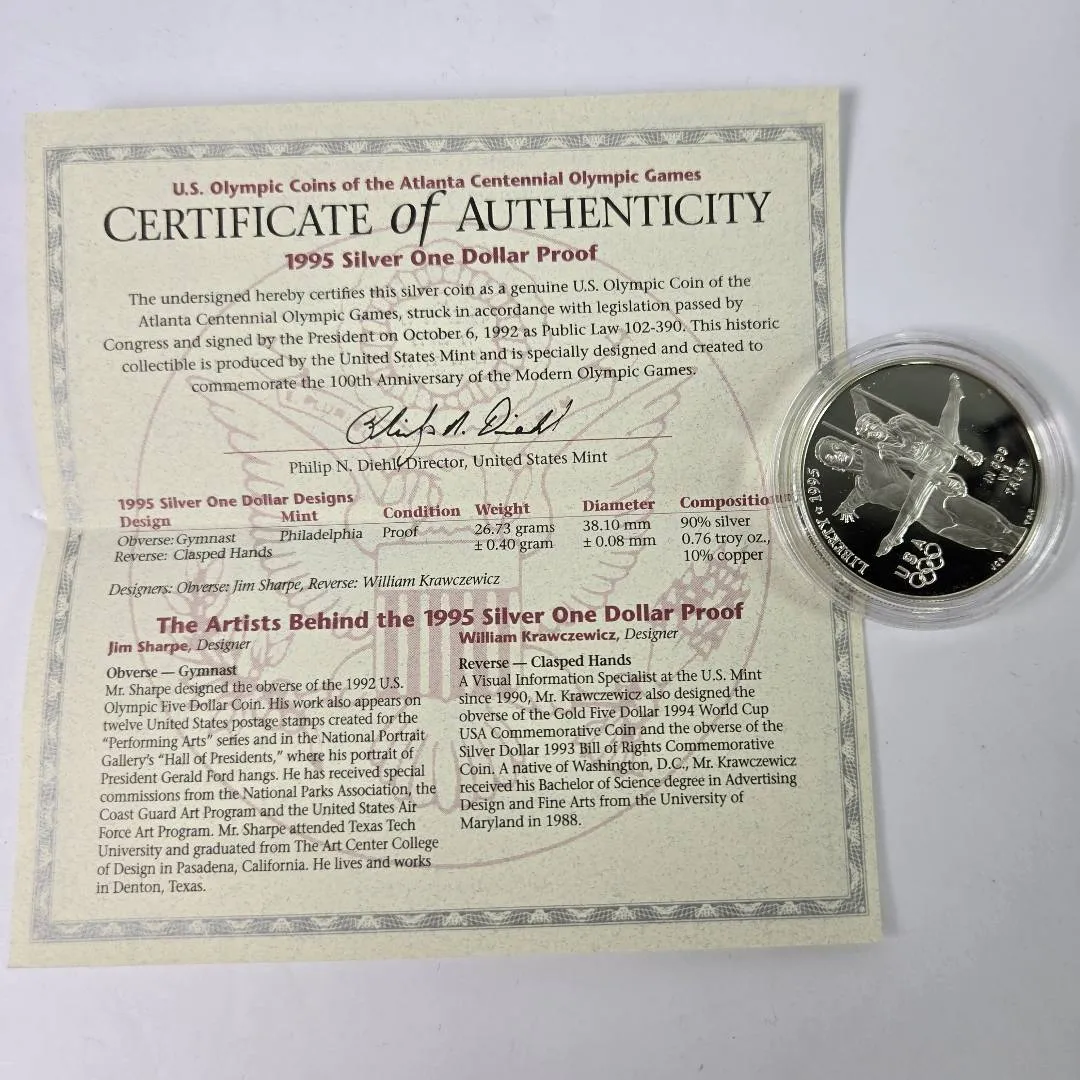 U.S. Olympic Coins of the Atlanta Centennial Olympic Games
CERTIFICATE of AUTHENTICITY
1995 Silver One Dollar Proof
The undersigned hereby certifies this silver coin as a genuine U.S. Olympic Coin of the
Atlanta Centennial Olympic Games, struck in accordance with legislation passed by
Congress and signed by the President on October 6, 1992 as Public Law 102-390. This historic
collectible is produced by the United States Mint and is specially designed and created to
commemorate the 100th Anniversary of the Modern Olympic Games.
Philip N. Diehl
Philip N. Diehl, Director, United States Mint
1995 Silver One Dollar Designs
Design Mint Condition Weight Diameter Composition
Obverse: Gymnast Philadelphia Proof 26.73 grams 38.10 mm 90% silver
Reverse: Clasped Hands ± 0.40 gram ± 0.08 mm 0.76 troy oz.,
10% copper
Designers: Obverse: Jim Sharpe, Reverse: William Krawczewicz
The Artists Behind the 1995 Silver One Dollar Proof
Jim Sharpe, Designer
Obverse — Gymnast
Mr. Sharpe designed the obverse of the 1992 U.S.
Olympic Five Dollar Coin. His work also appears on
twelve United States postage stamps created for the
"Performing Arts" series and in the National Portrait
Gallery's "Hall of Presidents," where his portrait of
President Gerald Ford hangs. He has received special
commissions from the National Parks Association, the
Coast Guard Art Program and the United States Air
Force Art Program. Mr. Sharpe attended Texas Tech
University and graduated from The Art Center College
of Design in Pasadena, California. He lives and works
in Denton, Texas.
William Krawczewicz, Designer
Reverse — Clasped Hands
A Visual Information Specialist at the U.S. Mint
since 1990, Mr. Krawczewicz also designed the
obverse of the Gold Five Dollar 1994 World Cup
USA Commemorative Coin and the obverse of the
Silver Dollar 1993 Bill of Rights Commemorative
Coin. A native of Washington, D.C., Mr. Krawczewicz
received his Bachelor of Science degree in Advertising
Design and Fine Arts from the University of
Maryland in 1988.
LIBERTY 1995
IN GOD
WE
TRUST
USA